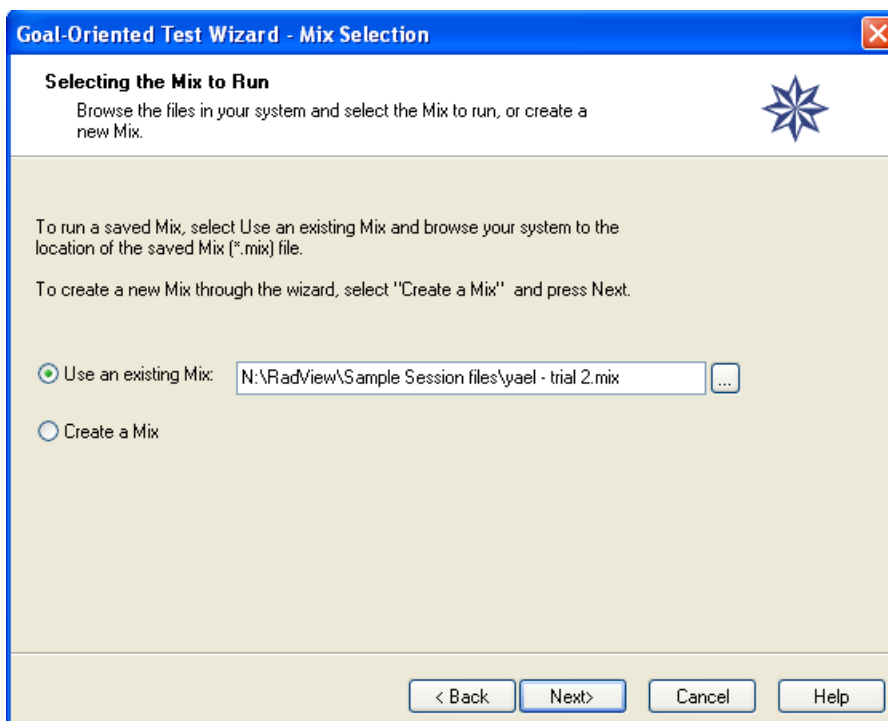 Goal-Oriented Test Wizard - Mix Selection
Selecting the Mix to Run
Browse the files in your system and select the Mix to run, or create a
new Mix.
To run a saved Mix, select Use an existing Mix and browse your system to the
location of the saved Mix (*.mix) file.
To create a new Mix through the wizard, select "Create a Mix" and press Next.
Use an existing Mix: N:\RadView\Sample Session files\yael - trial 2.mix ...
Create a Mix
< Back Next> Cancel Help